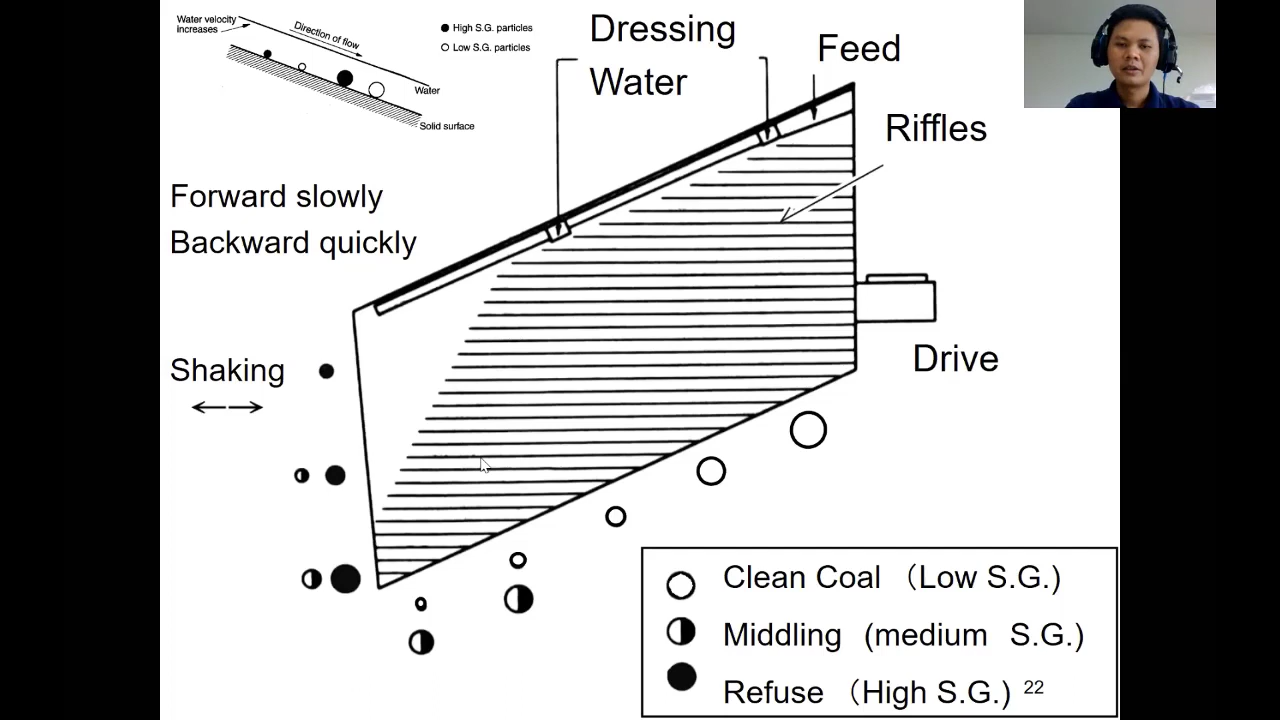 Water velocity
increases
Direction of flow
High S.G. particles
Low S.G. particles
Water
Solid surface
Dressing
Water
Feed
Riffles
Forward slowly
Backward quickly
Shaking
Drive
Clean Coal （Low S.G.)
Middling (medium S.G.)
Refuse （High S.G.) 22